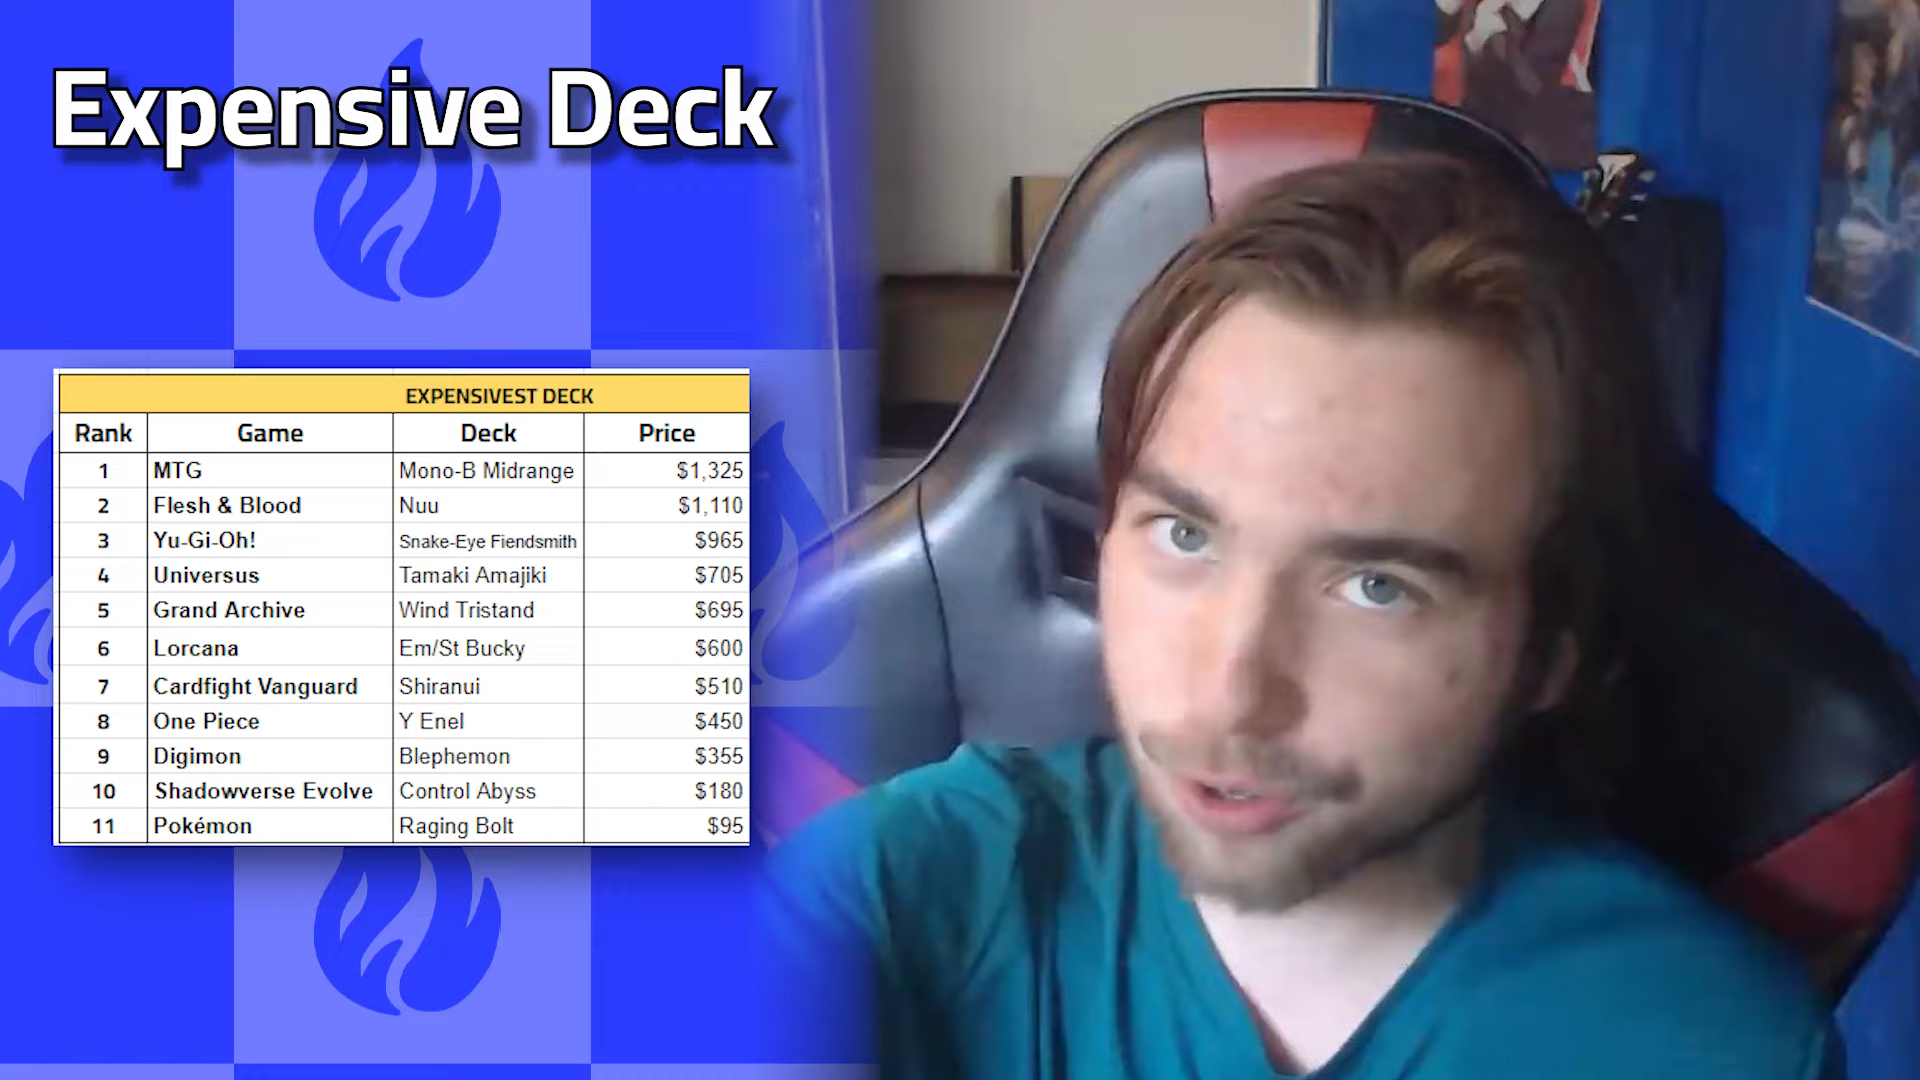 Expensive Deck
EXPENSIVEST DECK
Rank Game Deck Price
1 MTG Mono-B Midrange $1,325
2 Flesh & Blood Nuu $1,110
3 Yu-Gi-Oh! Snake-Eye Fiendsmith $965
4 Universus Tamaki Amajiki $705
5 Grand Archive Wind Tristand $695
6 Lorcana Em/St Bucky $600
7 Cardfight Vanguard Shiranui $510
8 One Piece Y Enel $450
9 Digimon Blephemon $355
10 Shadowverse Evolve Control Abyss $180
11 Pokémon Raging Bolt $95